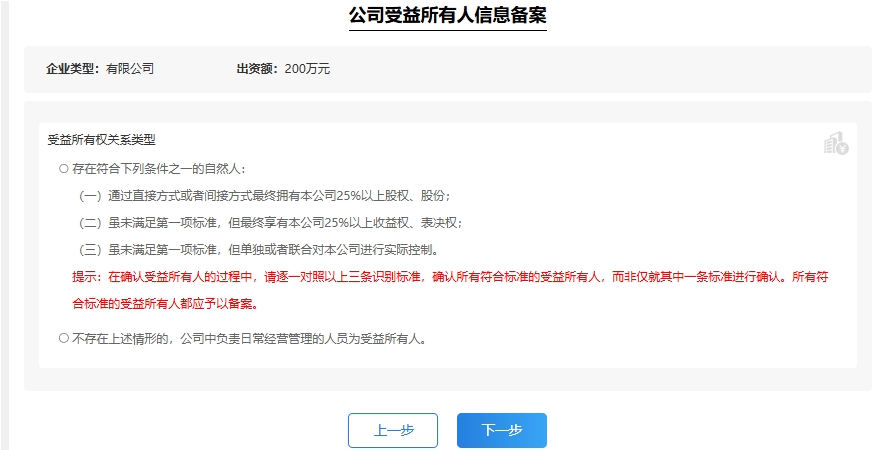 公司受益所有人信息备案
企业类型：有限公司 出资额：200万元
受益所有权关系类型
存在符合下列条件之一的自然人：
（一）通过直接方式或者间接方式最终拥有本公司25%以上股权、股份；
（二）虽未满足第一项标准，但最终享有本公司25%以上收益权、表决权；
（三）虽未满足第一项标准，但单独或者联合对本公司进行实际控制。
提示：在确认受益所有人的过程中，请逐一对照以上三条识别标准，确认所有符合标准的受益所有人，而非仅就其中一条标准进行确认。所有符
合标准的受益所有人都应予以备案。
不存在上述情形的，公司中负责日常经营管理的人员为受益所有人。
上一步 下一步